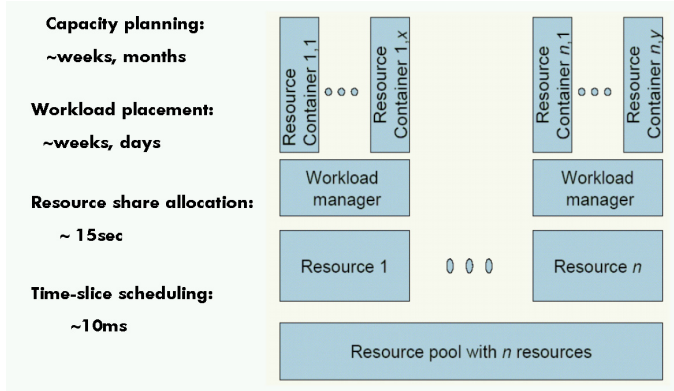 Capacity planning:
~weeks, months
Workload placement:
~weeks, days
Resource share allocation:
~ 15sec
Time-slice scheduling:
~10ms
Resource
Container 1,1
Resource
Container 1,x
Resource
Container n,1
Resource
Container n,y
Workload
manager
Workload
manager
Resource 1
Resource n
Resource pool with n resources